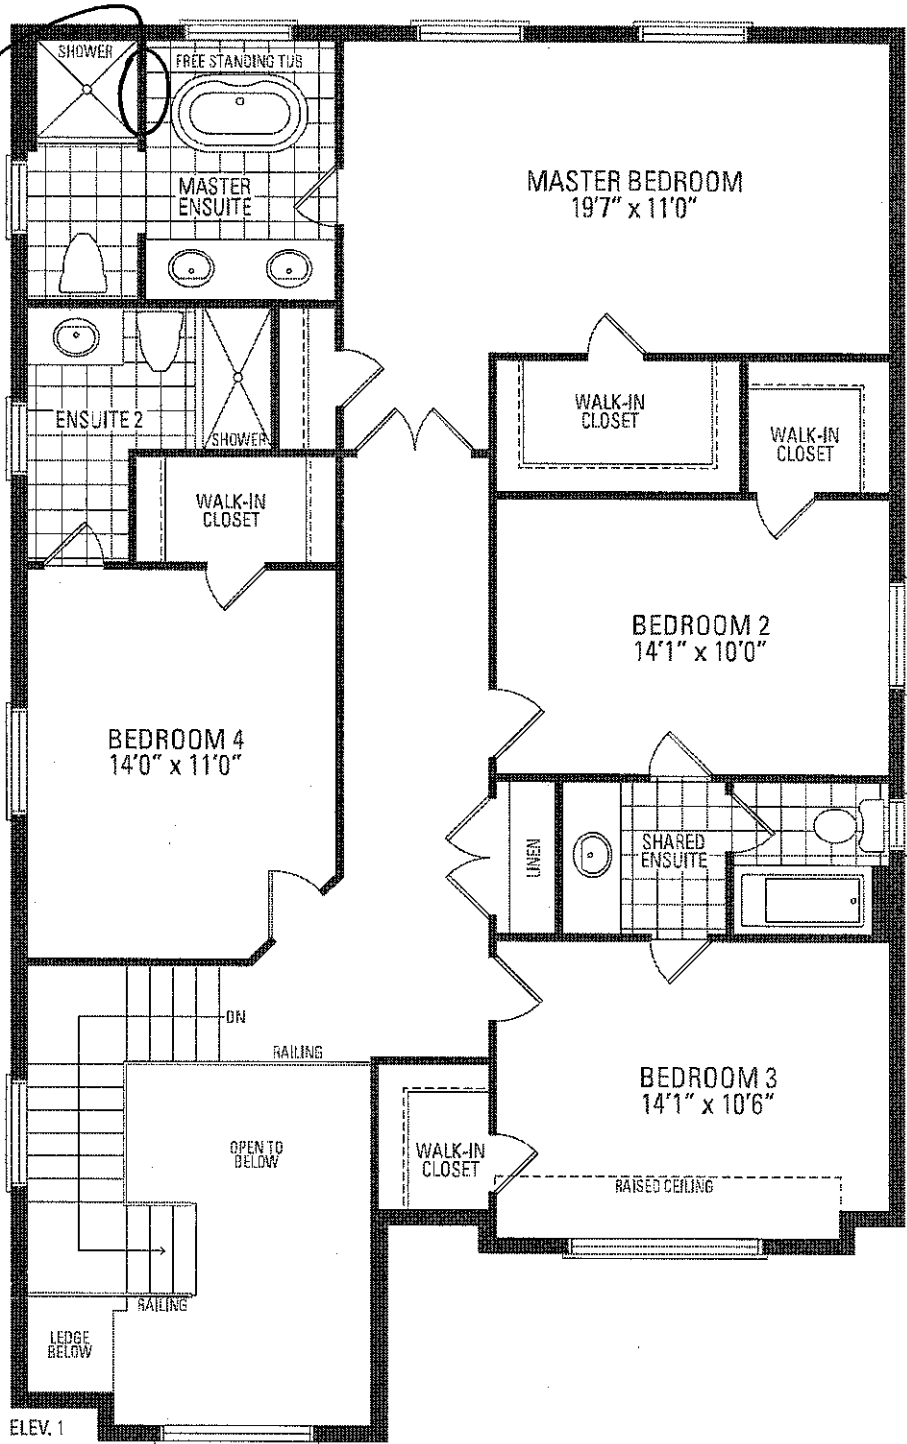 SHOWER
FREE STANDING TUB
MASTER
ENSUITE
MASTER BEDROOM
19'7" x 11'0"
ENSUITE 2
SHOWER
WALK-IN
CLOSET
WALK-IN
CLOSET
WALK-IN
CLOSET
BEDROOM 2
14'1" x 10'0"
BEDROOM 4
14'0" x 11'0"
LINEN
SHARED
ENSUITE
DN
RAILING
BEDROOM 3
14'1" x 10'6"
OPEN TO
BELOW
WALK-IN
CLOSET
RAISED CEILING
RAILING
LEDGE
BELOW
ELEV. 1